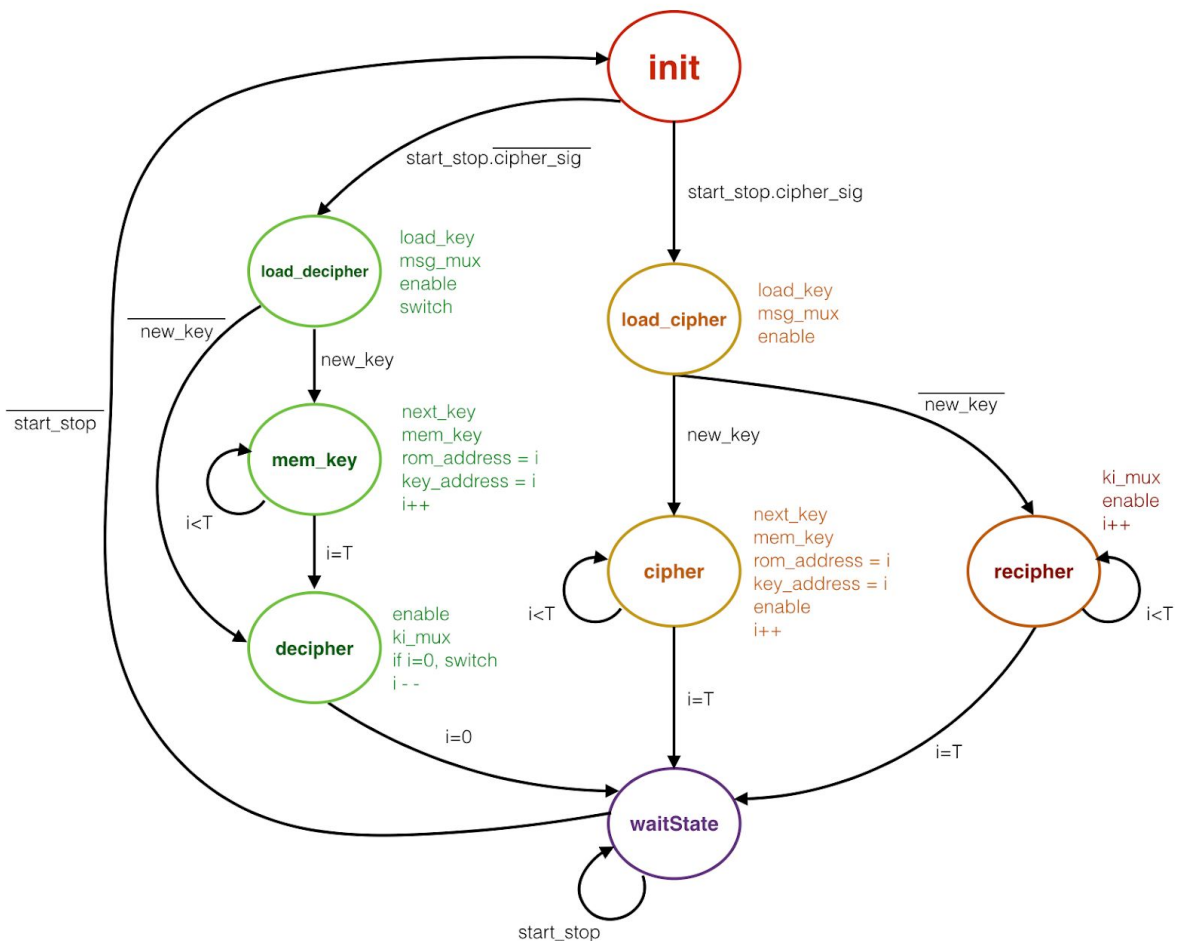 init
start_stop.cipher_sig
start_stop.cipher_sig
load_decipher
load_key
msg_mux
enable
switch
load_cipher
load_key
msg_mux
enable
new_key
new_key
start_stop
new_key
new_key
mem_key
next_key
mem_key
rom_address = i
key_address = i
i++
i<T
i=T
cipher
next_key
mem_key
rom_address = i
key_address = i
enable
i++
i<T
recipher
ki_mux
enable
i++
i<T
decipher
enable
ki_mux
if i=0, switch
i - -
i=0
i=T
i=T
waitState
start_stop